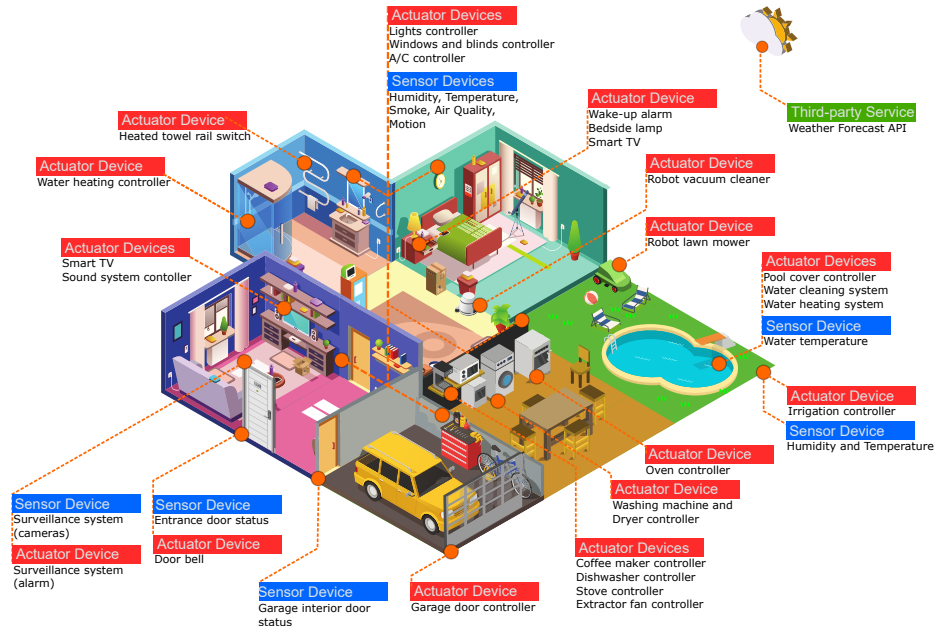 Actuator Devices
Lights controller
Windows and blinds controller
A/C controller
Sensor Devices
Humidity, Temperature,
Smoke, Air Quality,
Motion
Third-party Service
Weather Forecast API
Actuator Device
Wake-up alarm
Bedside lamp
Smart TV
Actuator Device
Heated towel rail switch
Actuator Device
Water heating controller
Actuator Device
Robot vacuum cleaner
Actuator Device
Robot lawn mower
Actuator Devices
Smart TV
Sound system contoller
Actuator Devices
Pool cover controller
Water cleaning system
Water heating system
Sensor Device
Water temperature
Actuator Device
Irrigation controller
Sensor Device
Humidity and Temperature
Actuator Device
Oven controller
Actuator Device
Washing machine and
Dryer controller
Sensor Device
Surveillance system
(cameras)
Actuator Device
Surveillance system
(alarm)
Sensor Device
Entrance door status
Actuator Device
Door bell
Actuator Devices
Coffee maker controller
Dishwasher controller
Stove controller
Extractor fan controller
Sensor Device
Garage interior door
status
Actuator Device
Garage door controller